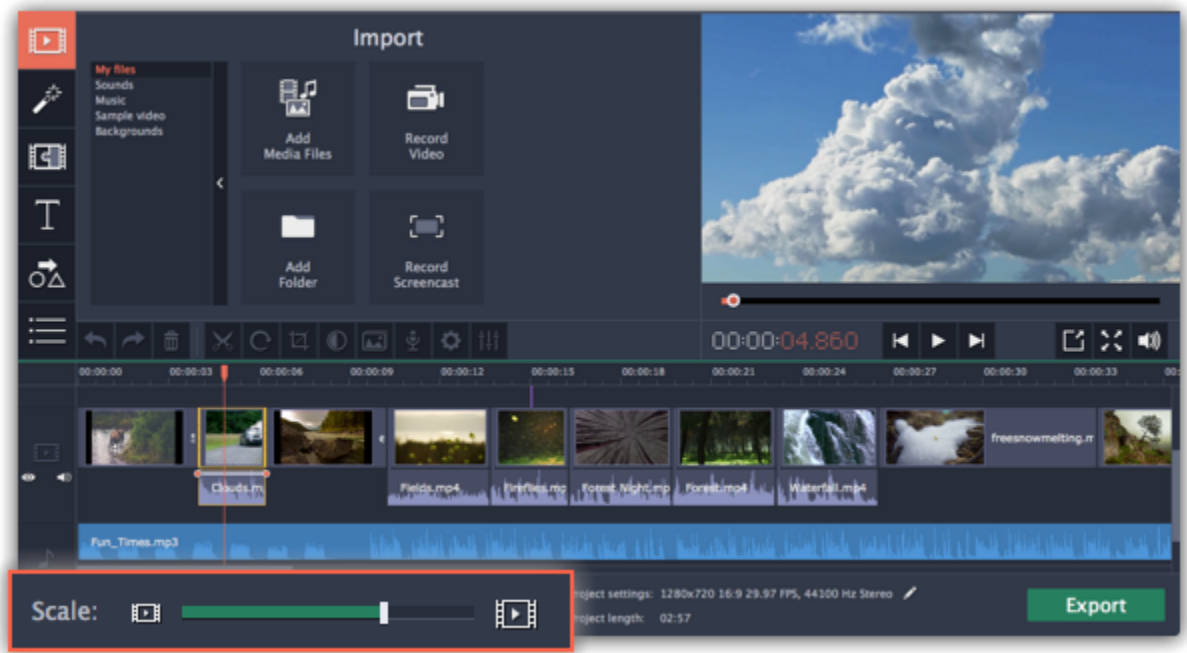 Import
My files
Sounds
Music
Sample video
Backgrounds
Add
Media Files
Record
Video
Add
Folder
Record
Screencast
T
00:00:04.860
00:00:00 00:00:03 00:00:06 00:00:09 00:00:12 00:00:15 00:00:18 00:00:21 00:00:24 00:00:27 00:00:30 00:00:33 00:
freesnowmelting.m
Clouds.m Fields.mp4 Fireflies.mp Forest Night.mp Forest.mp4 Waterfall.mp4
Fun_Times.mp3
Scale:
roject settings: 1280x720 16:9 29.97 FPS, 44100 Hz Stereo
roject length: 02:57
Export